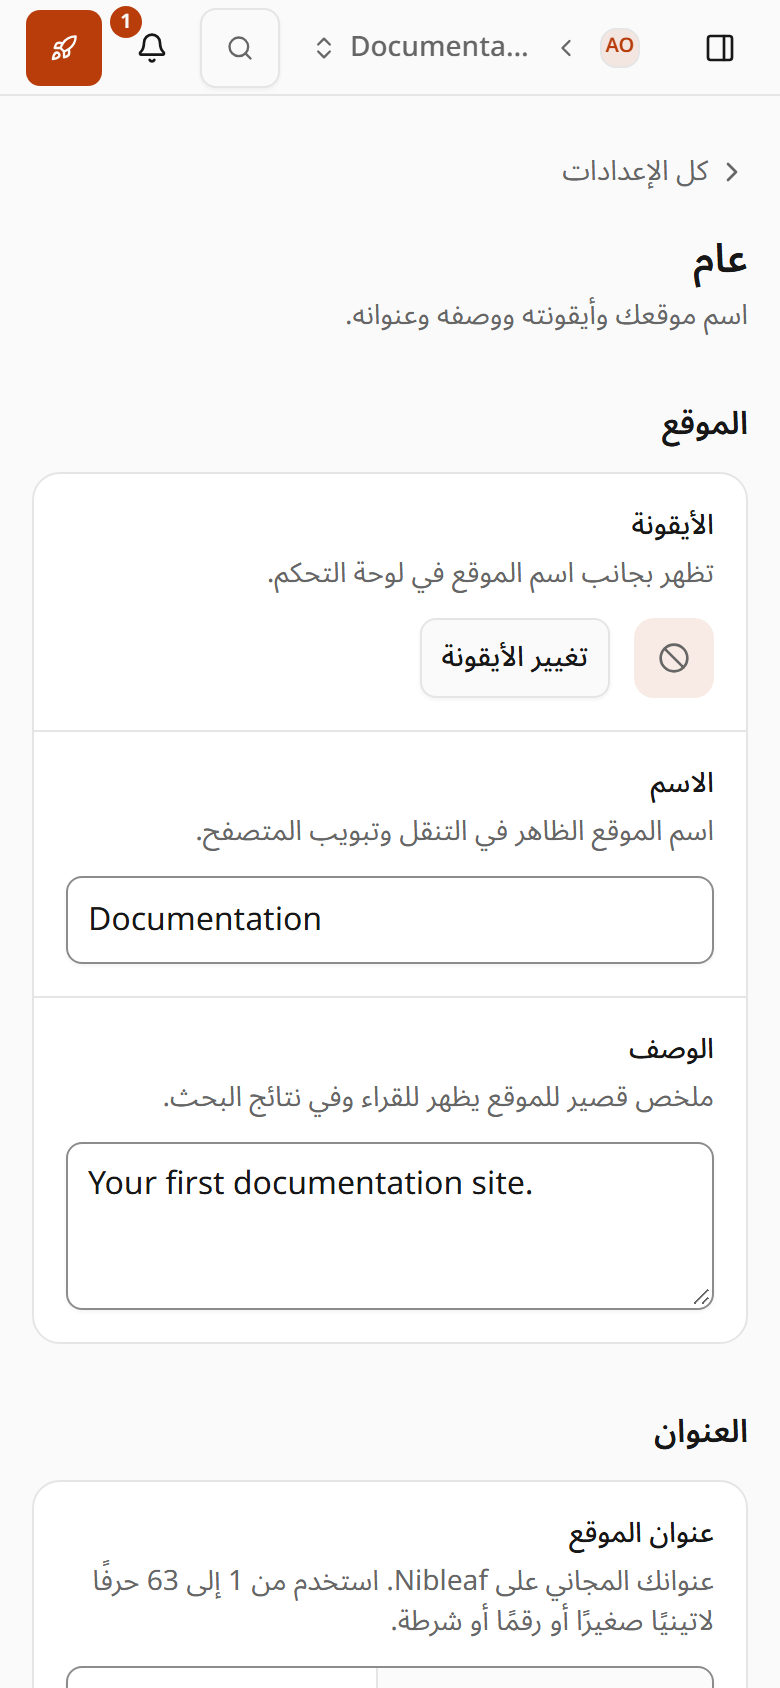 AO
Documenta...
1
كل الإعدادات
عام
اسم موقعك وأيقونته ووصفه وعنوانه.
الموقع
الأيقونة
تظهر بجانب اسم الموقع في لوحة التحكم.
تغيير الأيقونة
الاسم
اسم الموقع الظاهر في التنقل وتبويب المتصفح.
Documentation
الوصف
ملخص قصير للموقع يظهر للقراء وفي نتائج البحث.
Your first documentation site.
العنوان
عنوان الموقع
عنوانك المجاني على Nibleaf. استخدم من 1 إلى 63 حرفًا
لاتينيًا صغيرًا أو رقمًا أو شرطة.